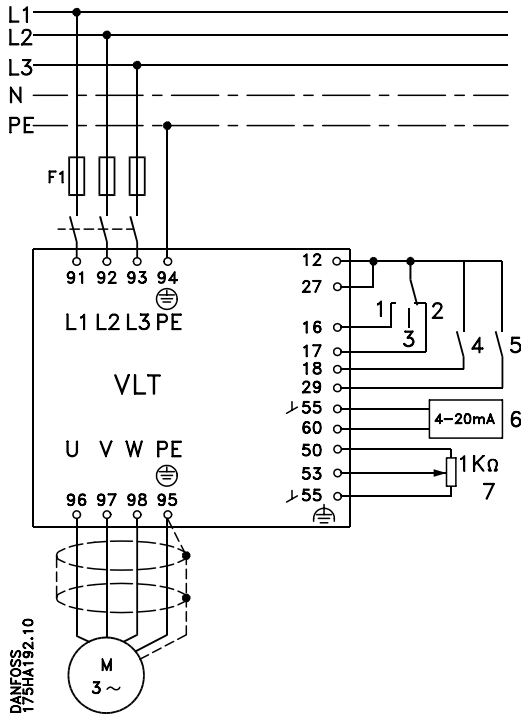 L1
L2
L3
N
PE
F1
91 92 93 94
L1 L2 L3 PE
VLT
U V W PE
96 97 98 95
12
27
16
17
18
29
55
60
50
53
55
1
2
3
4
5
4-20mA
6
1KΩ
7
M
3~
DANFOSS
175HA192.10